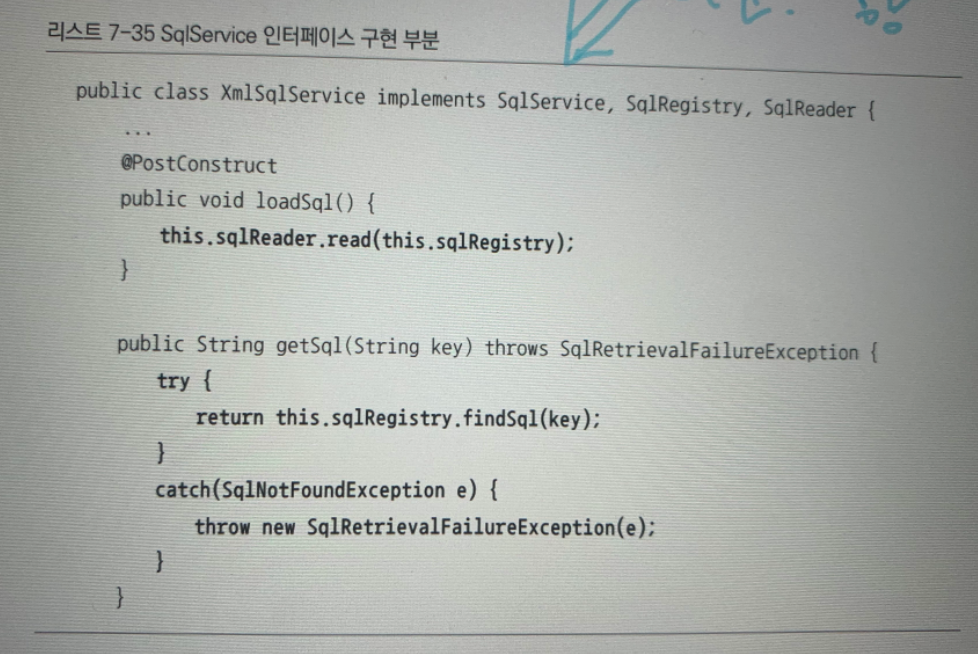 리스트 7-35 SqlService 인터페이스 구현 부분
public class XmlSqlService implements SqlService, SqlRegistry, SqlReader {
...
@PostConstruct
public void loadSql() {
this.sqlReader.read(this.sqlRegistry);
}
public String getSql(String key) throws SqlRetrievalFailureException {
try {
return this.sqlRegistry.findSql(key);
}
catch(SqlNotFoundException e) {
throw new SqlRetrievalFailureException(e);
}
}